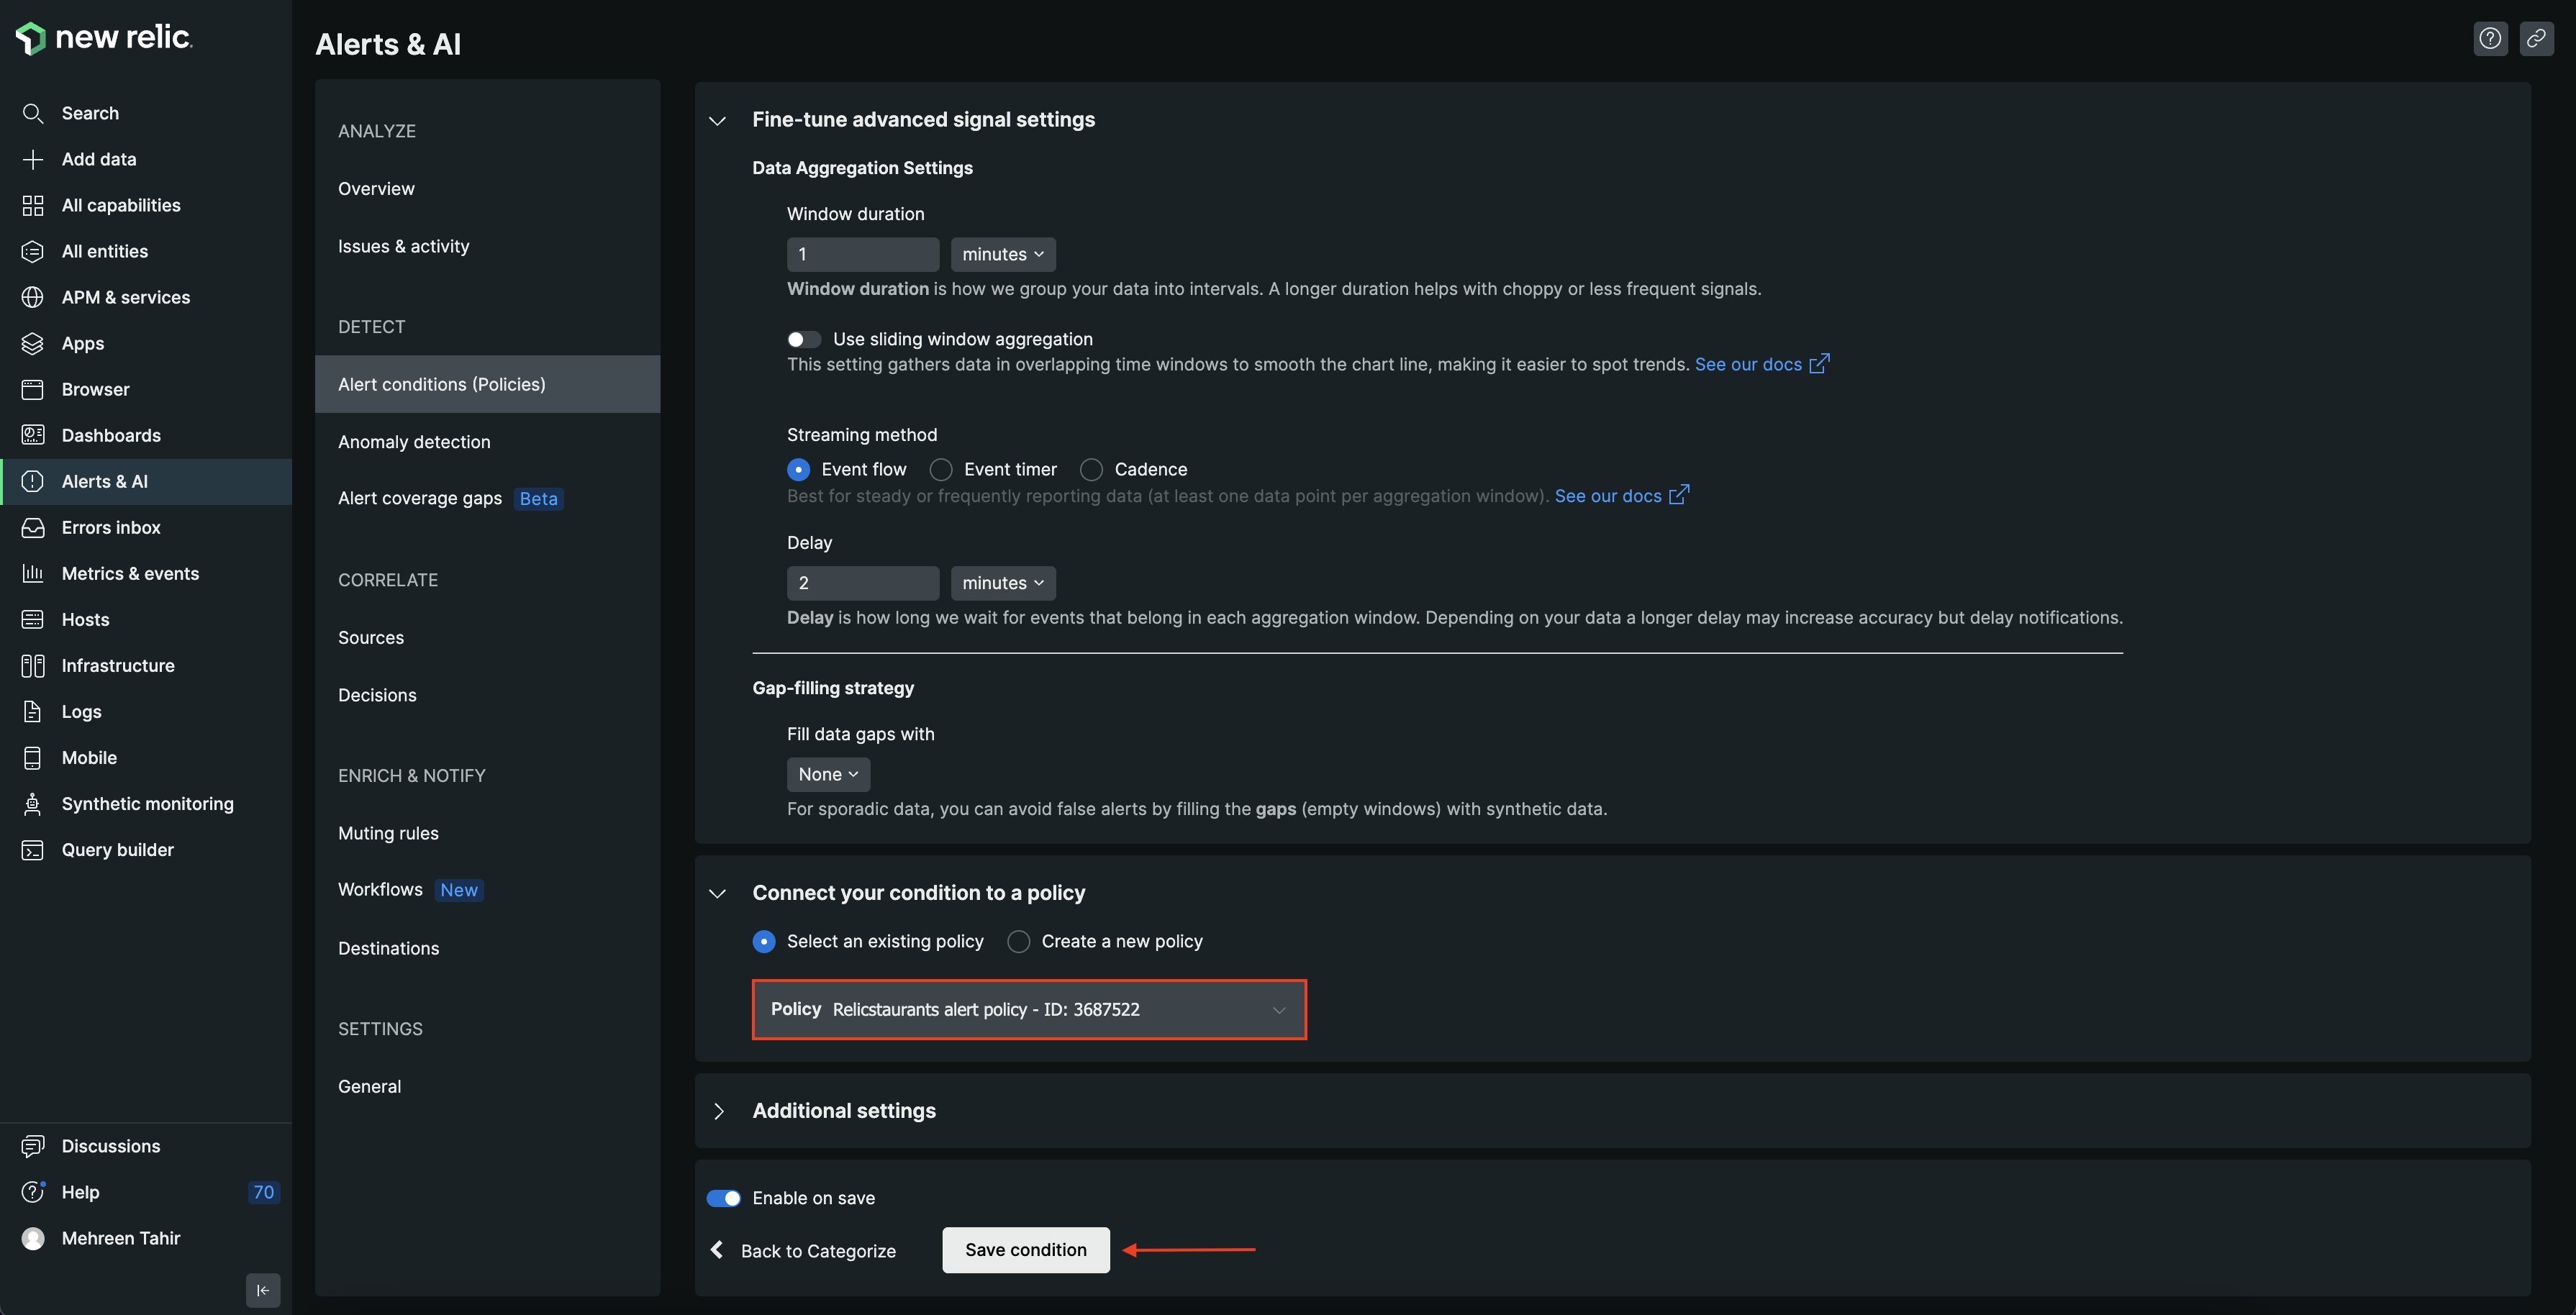 new relic.
Search
Add data
All capabilities
All entities
APM & services
Apps
Browser
Dashboards
Alerts & AI
Errors inbox
Metrics & events
Hosts
Infrastructure
Logs
Mobile
Synthetic monitoring
Query builder
Discussions
Help 70
Mehreen Tahir
Alerts & AI
ANALYZE
Overview
Issues & activity
DETECT
Alert conditions (Policies)
Anomaly detection
Alert coverage gaps Beta
CORRELATE
Sources
Decisions
ENRICH & NOTIFY
Muting rules
Workflows New
Destinations
SETTINGS
General
Fine-tune advanced signal settings
Data Aggregation Settings
Window duration
1 minutes
Window duration is how we group your data into intervals. A longer duration helps with choppy or less frequent signals.
Use sliding window aggregation
This setting gathers data in overlapping time windows to smooth the chart line, making it easier to spot trends. See our docs
Streaming method
Event flow Event timer Cadence
Best for steady or frequently reporting data (at least one data point per aggregation window). See our docs
Delay
2 minutes
Delay is how long we wait for events that belong in each aggregation window. Depending on your data a longer delay may increase accuracy but delay notifications.
Gap-filling strategy
Fill data gaps with
None
For sporadic data, you can avoid false alerts by filling the gaps (empty windows) with synthetic data.
Connect your condition to a policy
Select an existing policy Create a new policy
Policy Relicstaurants alert policy - ID: 3687522
Additional settings
Enable on save
Back to Categorize Save condition